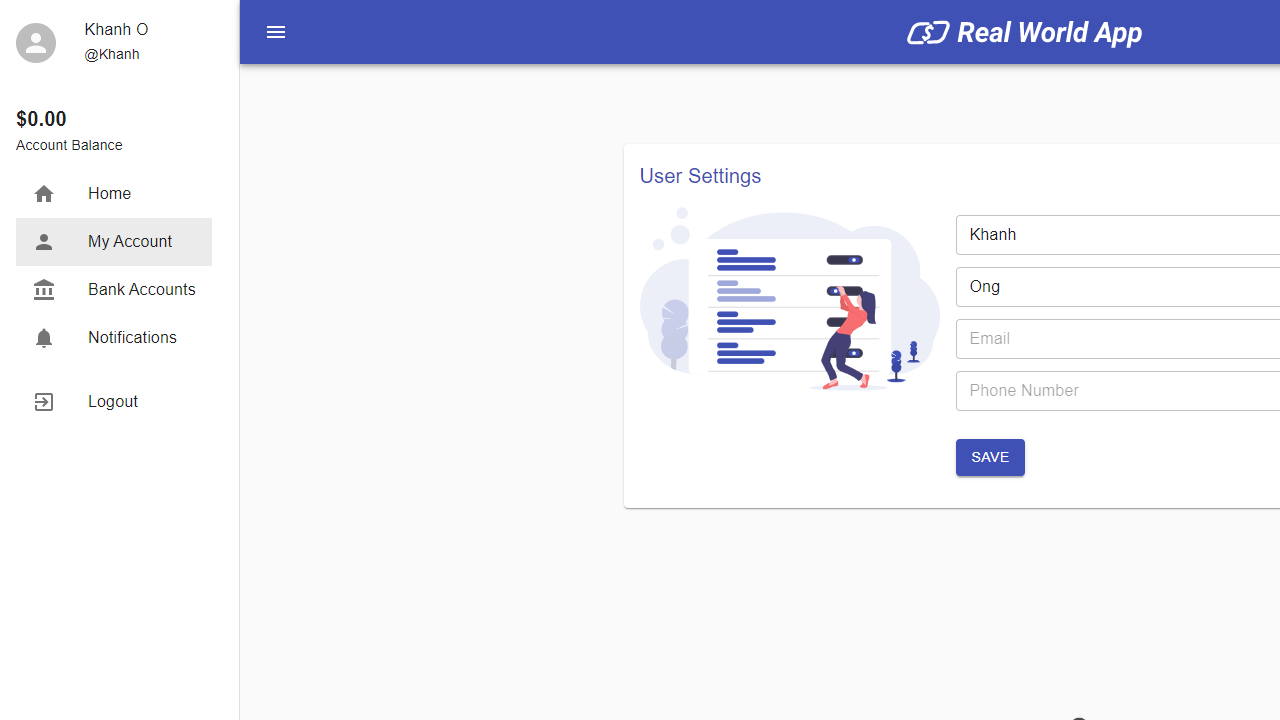 Khanh O
@Khanh
$0.00
Account Balance
Home
My Account
Bank Accounts
Notifications
Logout
Real World App
User Settings
Khanh
Ong
Email
Phone Number
SAVE